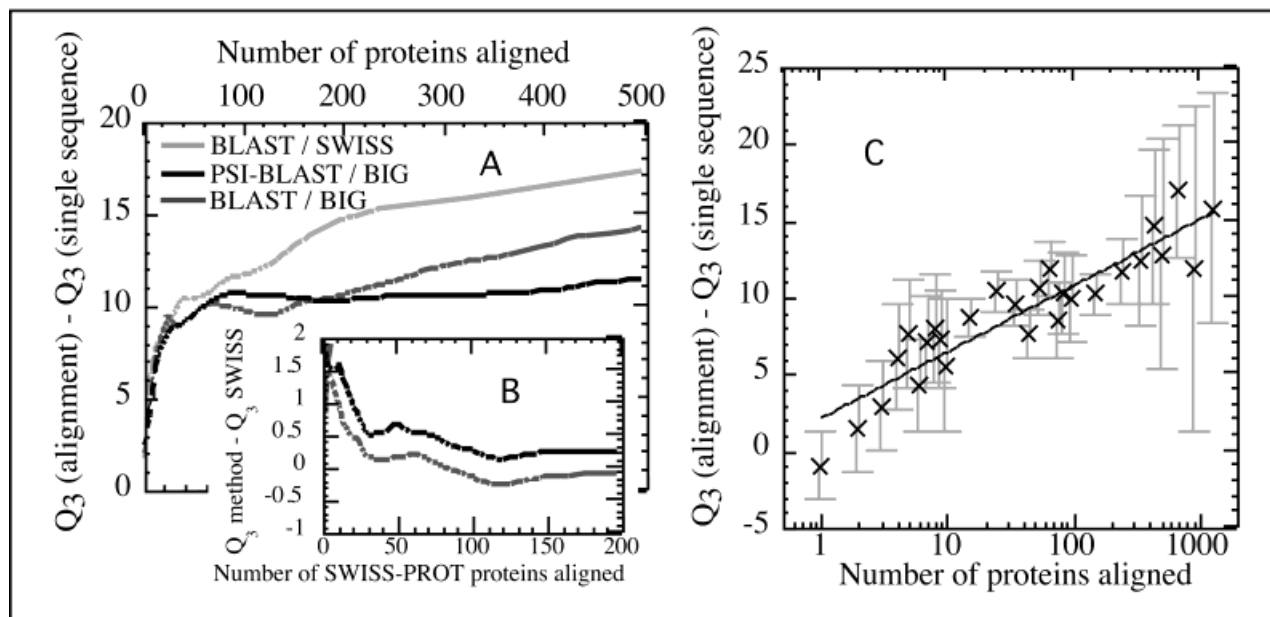 Number of proteins aligned
0 100 200 300 400 500
Q3 (alignment) - Q3 (single sequence)
20
15
10
5
0
BLAST / SWISS
PSI-BLAST / BIG
BLAST / BIG
A
Q3 method - Q3 SWISS
2
1.5
1
0.5
0
-0.5
-1
B
0 50 100 150 200
Number of SWISS-PROT proteins aligned
Q3 (alignment) - Q3 (single sequence)
25
20
15
10
5
0
-5
C
1 10 100 1000
Number of proteins aligned